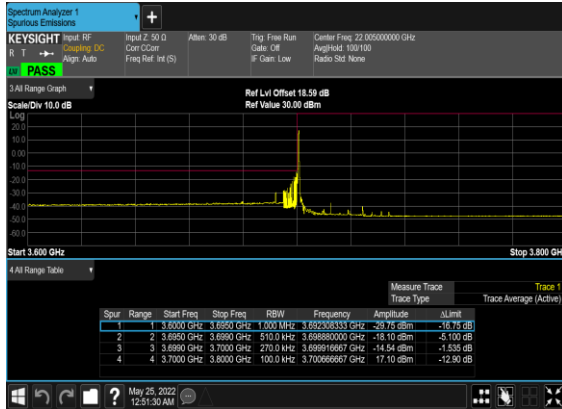 Spectrum Analyzer 1
Spurious Emissions
+
KEYSIGHT Input: RF Input Z: 50 Ω Atten: 30 dB Trig: Free Run Center Freq: 22.005000000 GHz
R T Coupling: DC Corr CCorr Gate: Off Avg|Hold: 100/100
Align: Auto Freq Ref: Int (S) IF Gain: Low Radio Std: None
PASS
3 All Range Graph Ref Lvl Offset 18.59 dB
Scale/Div 10.0 dB Ref Value 30.00 dBm
Log
20.0
10.0
0.00
-10.0
-20.0
-30.0
-40.0
-50.0
-60.0
Start 3.600 GHz Stop 3.800 GH
4 All Range Table
Measure Trace Trace 1
Trace Type Trace Average (Active)
Spur Range Start Freq Stop Freq RBW Frequency Amplitude ΔLimit
1 1 3.6000 GHz 3.6950 GHz 1.000 MHz 3.692308333 GHz -29.75 dBm -16.75 dB
2 2 3.6950 GHz 3.6990 GHz 510.0 kHz 3.698880000 GHz -18.10 dBm -5.100 dB
3 3 3.6990 GHz 3.7000 GHz 270.0 kHz 3.699916667 GHz -14.54 dBm -1.535 dB
4 4 3.7000 GHz 3.8000 GHz 100.0 kHz 3.700666667 GHz 17.10 dBm -12.90 dB
? May 25, 2022
12:51:30 AM